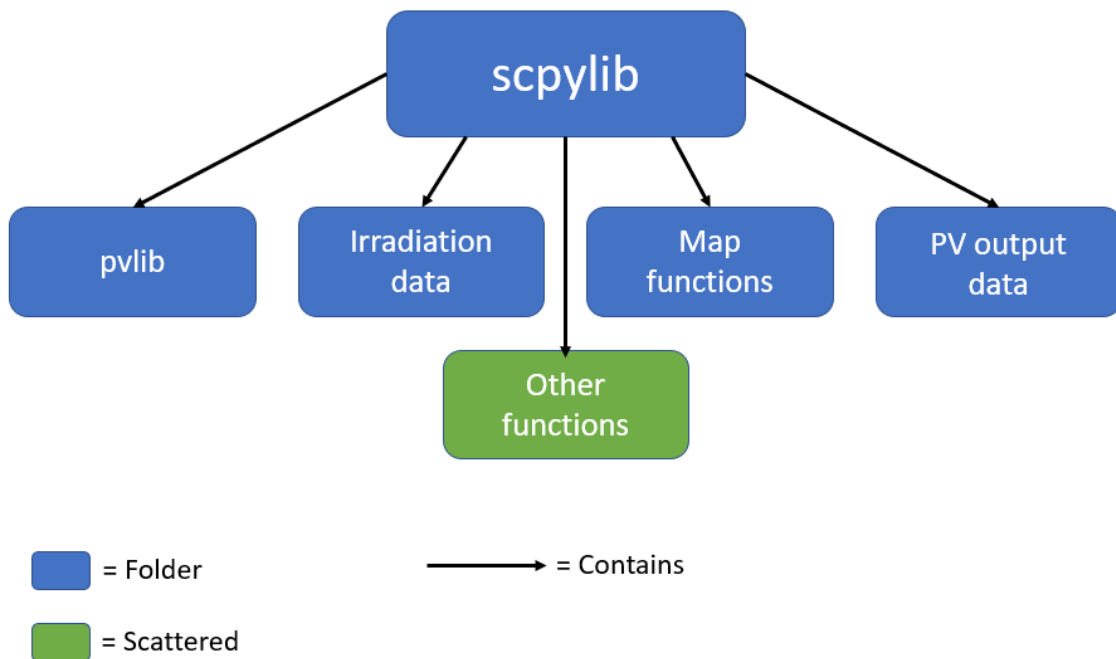 scpylib
pvlib
Irradiation
data
Map
functions
PV output
data
Other
functions
= Folder
= Contains
= Scattered